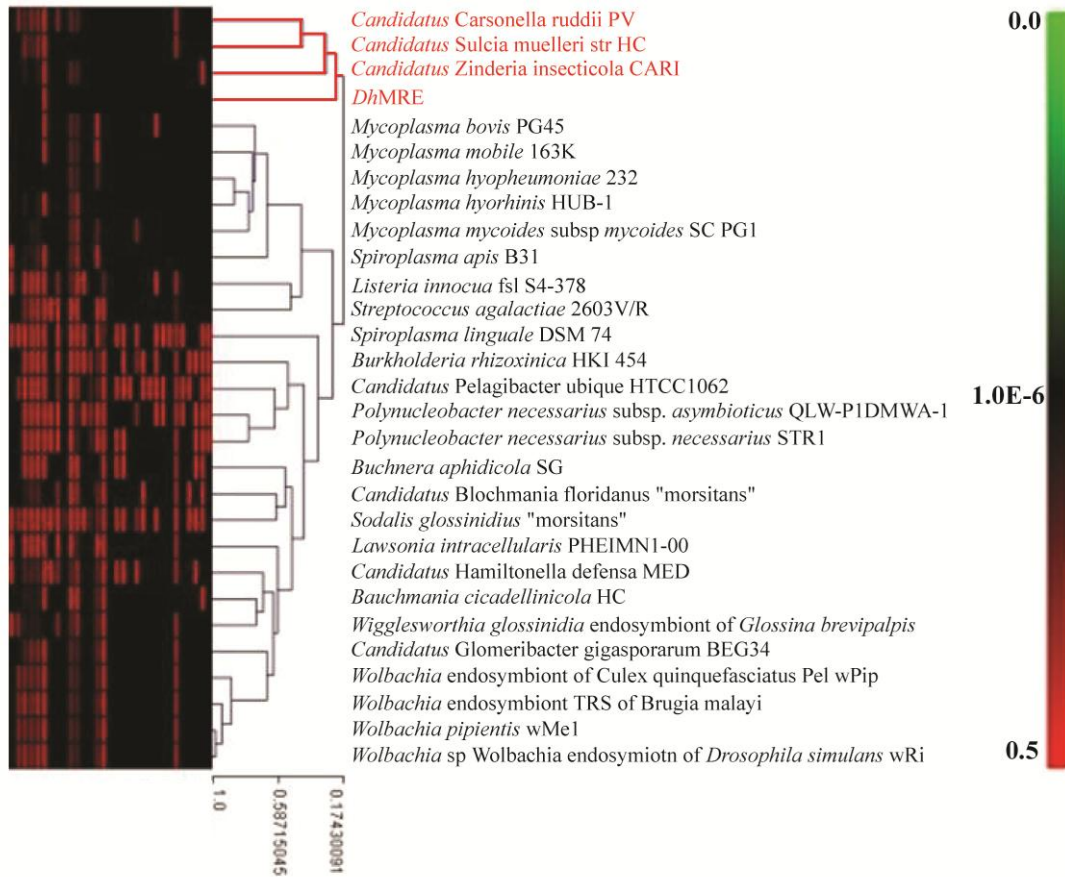 Candidatus Carsonella ruddii PV
Candidatus Sulcia muelleri str HC
Candidatus Zinderia insecticola CARI
DhMRE
Mycoplasma bovis PG45
Mycoplasma mobile 163K
Mycoplasma hyopheumoniae 232
Mycoplasma hyorhinis HUB-1
Mycoplasma mycoides subsp mycoides SC PG1
Spiroplasma apis B31
Listeria innocua fsl S4-378
Streptococcus agalactiae 2603V/R
Spiroplasma linguale DSM 74
Burkholderia rhizoxinica HKI 454
Candidatus Pelagibacter ubique HTCC1062
Polynucleobacter necessarius subsp. asymbioticus QLW-P1DMWA-1
Polynucleobacter necessarius subsp. necessarius STR1
Buchnera aphidicola SG
Candidatus Blochmania floridanus "morsitans"
Sodalis glossinidius "morsitans"
Lawsonia intracellularis PHEIMN1-00
Candidatus Hamiltonella defensa MED
Bauchmania cicadellinicola HC
Wigglesworthia glossinidia endosymbiont of Glossina brevipalpis
Candidatus Glomeribacter gigasporarum BEG34
Wolbachia endosymbiont of Culex quinquefasciatus Pel wPip
Wolbachia endosymbiont TRS of Brugia malayi
Wolbachia pipientis wMe1
Wolbachia sp Wolbachia endosymiotn of Drosophila simulans wRi
1.0
0.58715045
0.17430091
0.0
1.0E-6
0.5